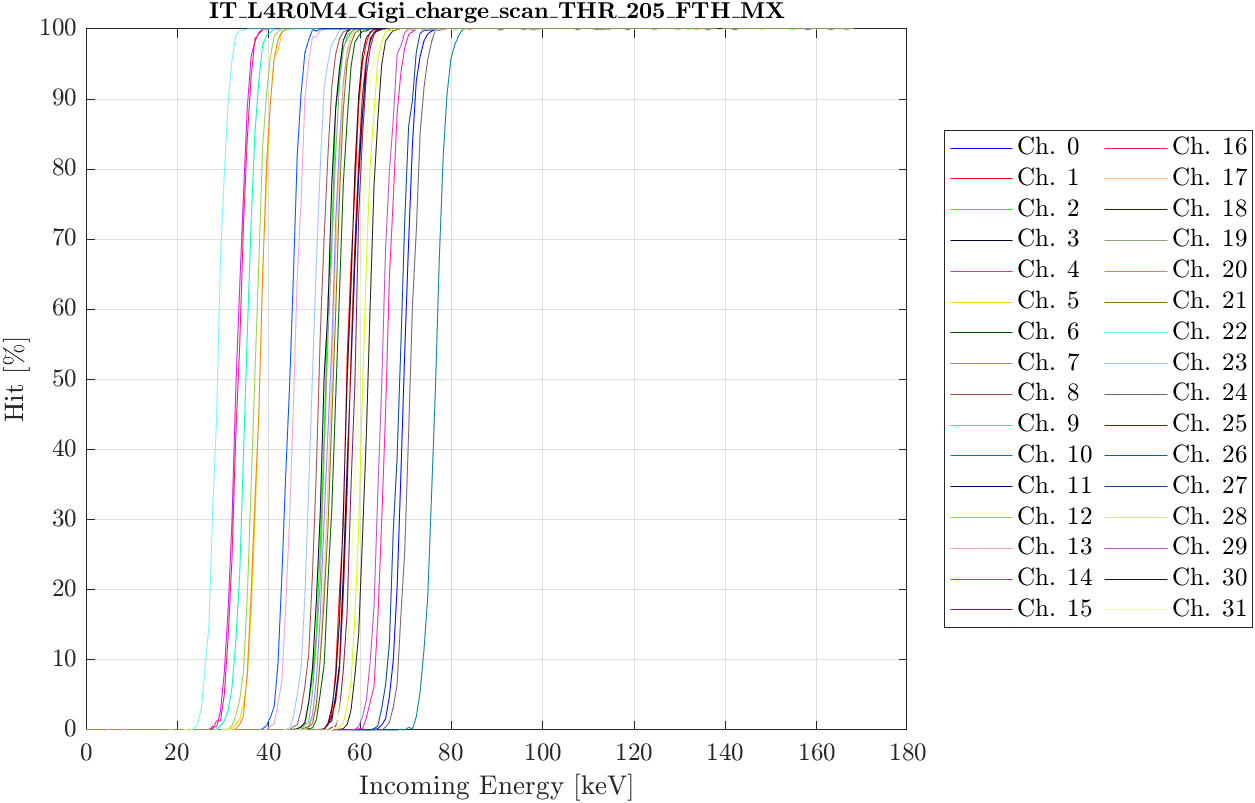 IT_L4R0M4_Gigi_charge_scan_THR_205_FTH_MX
100
90
80
70
60
50
40
30
20
10
0
Hit [%]
0 20 40 60 80 100 120 140 160 180
Incoming Energy [keV]
Ch. 0 Ch. 16
Ch. 1 Ch. 17
Ch. 2 Ch. 18
Ch. 3 Ch. 19
Ch. 4 Ch. 20
Ch. 5 Ch. 21
Ch. 6 Ch. 22
Ch. 7 Ch. 23
Ch. 8 Ch. 24
Ch. 9 Ch. 25
Ch. 10 Ch. 26
Ch. 11 Ch. 27
Ch. 12 Ch. 28
Ch. 13 Ch. 29
Ch. 14 Ch. 30
Ch. 15 Ch. 31